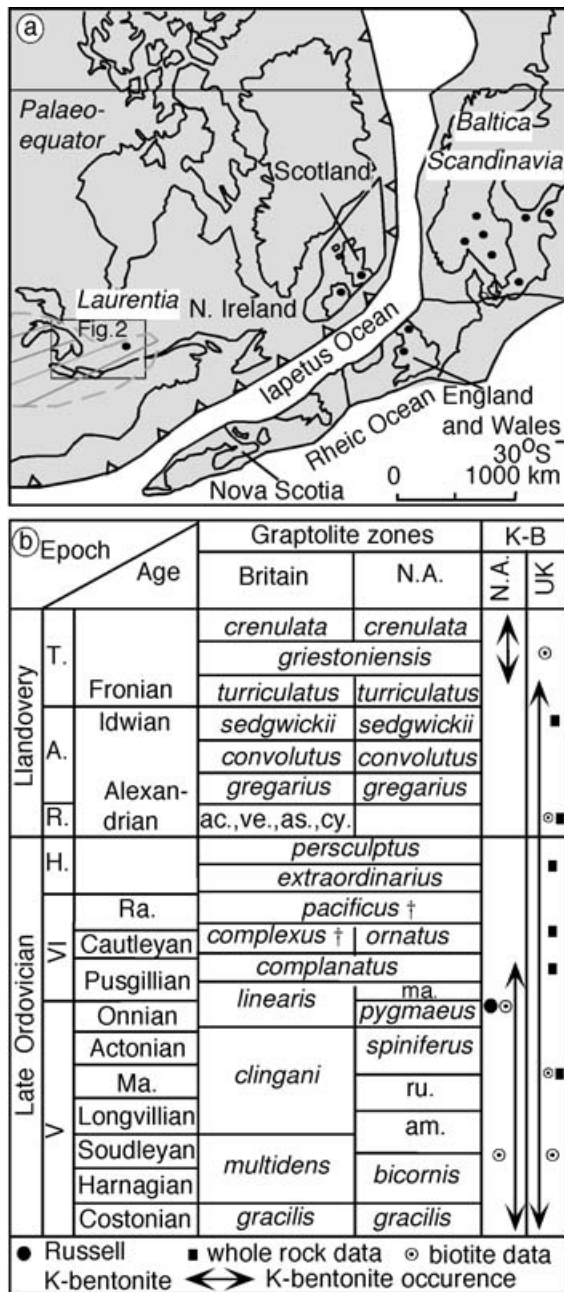 a
Palaeo-
equator
Baltica
Scandinavia
Scotland
Laurentia
N. Ireland
Fig.2
Iapetus Ocean
Rheic Ocean
England
and Wales
30°S
0 1000 km
Nova Scotia
b Epoch Age Graptolite zones K-B
Britain N.A. N.A. UK
Llandovery
T.
crenulata crenulata
griestoniensis
Fronian turriculatus turriculatus
A.
Idwian sedgwickii sedgwickii
convolutus convolutus
Alexan-
drian
gregarius gregarius
R. ac.,ve.,as.,cy.
Late Ordovician
H.
persculptus
extraordinarius
VI
Ra. pacificus †
Cautleyan complexus † ornatus
Pusgillian complanatus
linearis ma.
V
Onnian pygmaeus
Actonian clingani spiniferus
Ma. ru.
Longvillian am.
Soudleyan multidens bicornis
Harnagian
Costonian gracilis gracilis
Russell
K-bentonite
whole rock data
biotite data
K-bentonite occurence